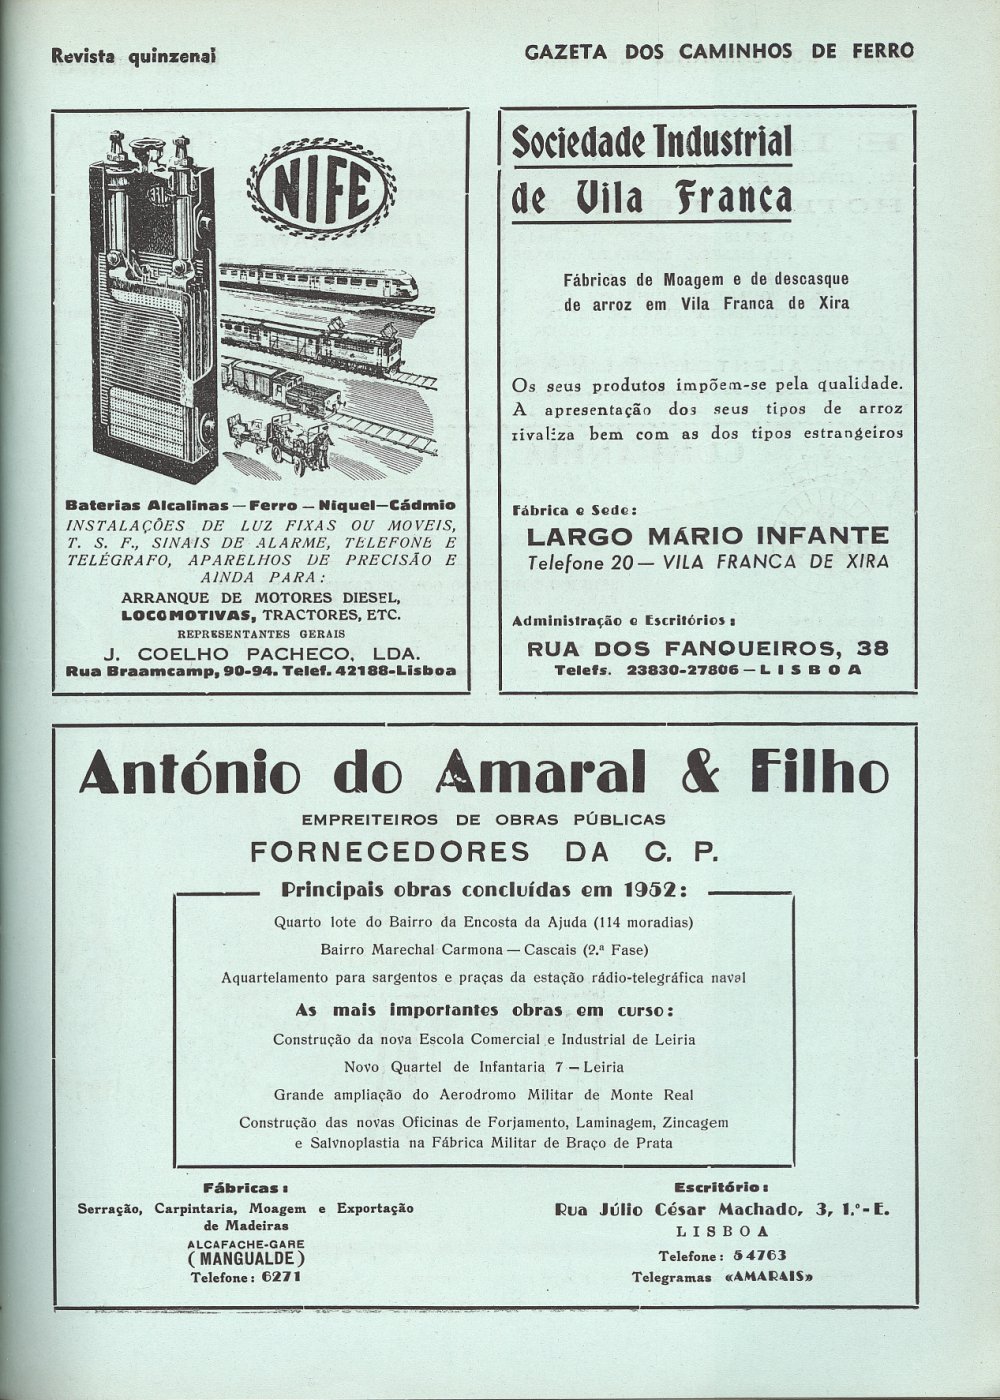 Revista quinzenal
GAZETA DOS CAMINHOS DE FERRO
NIFE
Baterias Alcalinas — Ferro — Níquel—Cádmio
INSTALAÇÕES DE LUZ FIXAS OU MOVEIS,
T. S. F., SINAIS DE ALARME, TELEFONE E
TELÉGRAFO, APARELHOS DE PRECISÃO E
AINDA PARA:
ARRANQUE DE MOTORES DIESEL,
LOCOMOTIVAS, TRACTORES, ETC.
REPRESENTANTES GERAIS
J. COELHO PACHECO, LDA.
Rua Braamcamp, 90-94. Telef. 42188-Lisboa
Sociedade Industrial
de Vila Franca
Fábricas de Moagem e de descasque
de arroz em Vila Franca de Xira
Os seus produtos impõem-se pela qualidade.
A apresentação dos seus tipos de arroz
rivaliza bem com as dos tipos estrangeiros
Fábrica e Sede:
LARGO MÁRIO INFANTE
Telefone 20 — VILA FRANCA DE XIRA
Administração e Escritórios:
RUA DOS FANQUEIROS, 38
Telefs. 23830-27806 — LISBOA
António do Amaral & Filho
EMPREITEIROS DE OBRAS PÚBLICAS
FORNECEDORES DA C. P.
Principais obras concluídas em 1952:
Quarto lote do Bairro da Encosta da Ajuda (114 moradias)
Bairro Marechal Carmona — Cascais (2.ª Fase)
Aquartelamento para sargentos e praças da estação rádio-telegráfica naval
As mais importantes obras em curso:
Construção da nova Escola Comercial e Industrial de Leiria
Novo Quartel de Infantaria 7 — Leiria
Grande ampliação do Aerodromo Militar de Monte Real
Construção das novas Oficinas de Forjamento, Laminagem, Zincagem
e Salvnoplastia na Fábrica Militar de Braço de Prata
Fábricas:
Serração, Carpintaria, Moagem e Exportação
de Madeiras
ALCAFACHE-GARE
(MANGUALDE)
Telefone: 6271
Escritório:
Rua Júlio César Machado, 3, 1.º-E.
LISBOA
Telefone: 54763
Telegramas «AMARAIS»